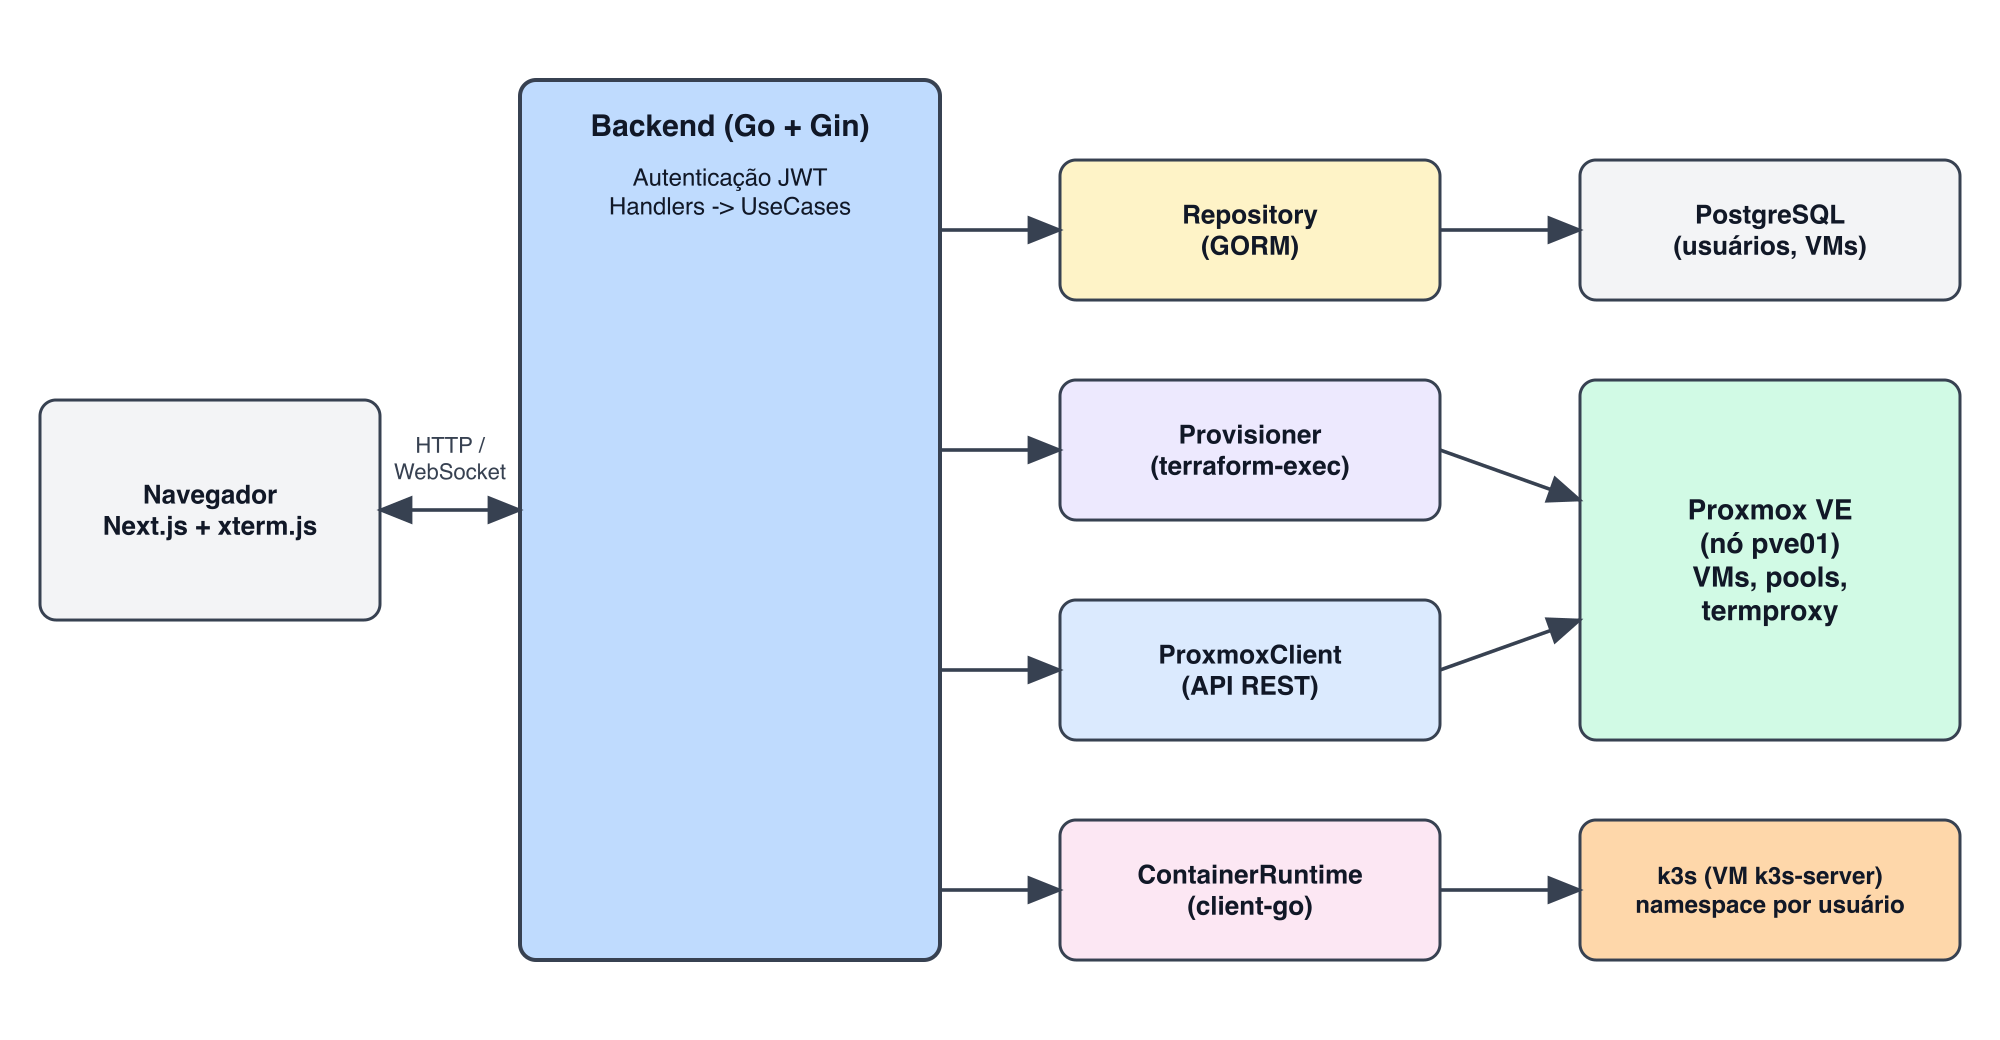 Backend (Go + Gin)
Autenticação JWT
Handlers -> UseCases
Navegador
Next.js + xterm.js
HTTP /
WebSocket
Repository
(GORM)
PostgreSQL
(usuários, VMs)
Provisioner
(terraform-exec)
Proxmox VE
(nó pve01)
VMs, pools,
termproxy
ProxmoxClient
(API REST)
ContainerRuntime
(client-go)
k3s (VM k3s-server)
namespace por usuário